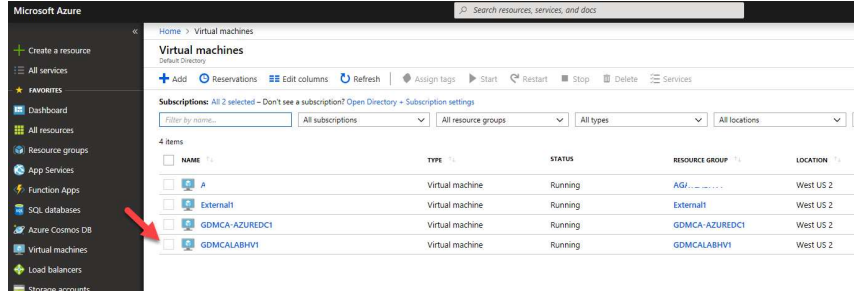 Microsoft Azure
Search resources, services, and docs
«
Home > Virtual machines
Create a resource
All services
FAVORITES
Dashboard
All resources
Resource groups
App Services
Function Apps
SQL databases
Azure Cosmos DB
Virtual machines
Load balancers
Storage accounts
Virtual machines
Default Directory
Add Reservations Edit columns Refresh Assign tags Start Restart Stop Delete Services
Subscriptions: All 2 selected – Don't see a subscription? Open Directory + Subscription settings
Filter by name... All subscriptions All resource groups All types All locations
4 items
NAME TYPE STATUS RESOURCE GROUP LOCATION
A Virtual machine Running West US 2
External1 Virtual machine Running External1 West US 2
GDMCA-AZUREDC1 Virtual machine Running GDMCA-AZUREDC1 West US 2
GDMCALABHV1 Virtual machine Running GDMCALABHV1 West US 2